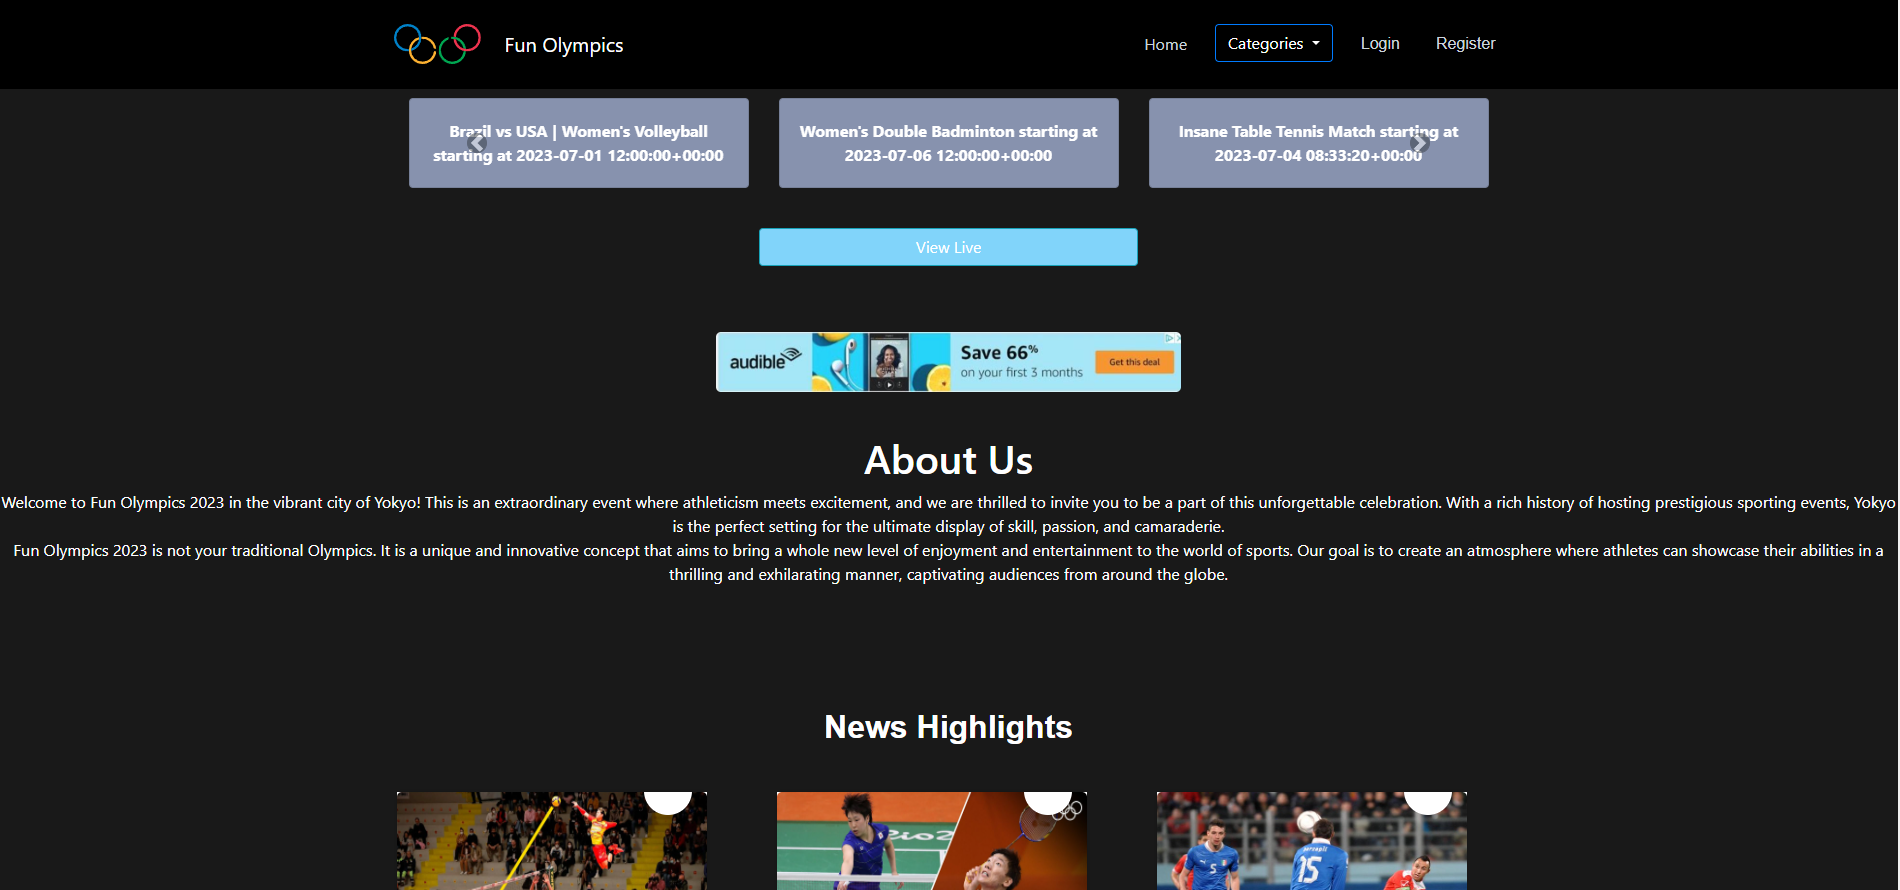 Fun Olympics
Home
Categories
Login
Register
Brazil vs USA | Women's Volleyball
starting at 2023-07-01 12:00:00+00:00
Women's Double Badminton starting at
2023-07-06 12:00:00+00:00
Insane Table Tennis Match starting at
2023-07-04 08:33:20+00:00
View Live
audible
Save 66%
on your first 3 months
Get this deal
About Us
Welcome to Fun Olympics 2023 in the vibrant city of Yokyo! This is an extraordinary event where athleticism meets excitement, and we are thrilled to invite you to be a part of this unforgettable celebration. With a rich history of hosting prestigious sporting events, Yokyo
is the perfect setting for the ultimate display of skill, passion, and camaraderie.
Fun Olympics 2023 is not your traditional Olympics. It is a unique and innovative concept that aims to bring a whole new level of enjoyment and entertainment to the world of sports. Our goal is to create an atmosphere where athletes can showcase their abilities in a
thrilling and exhilarating manner, captivating audiences from around the globe.
News Highlights
5
15